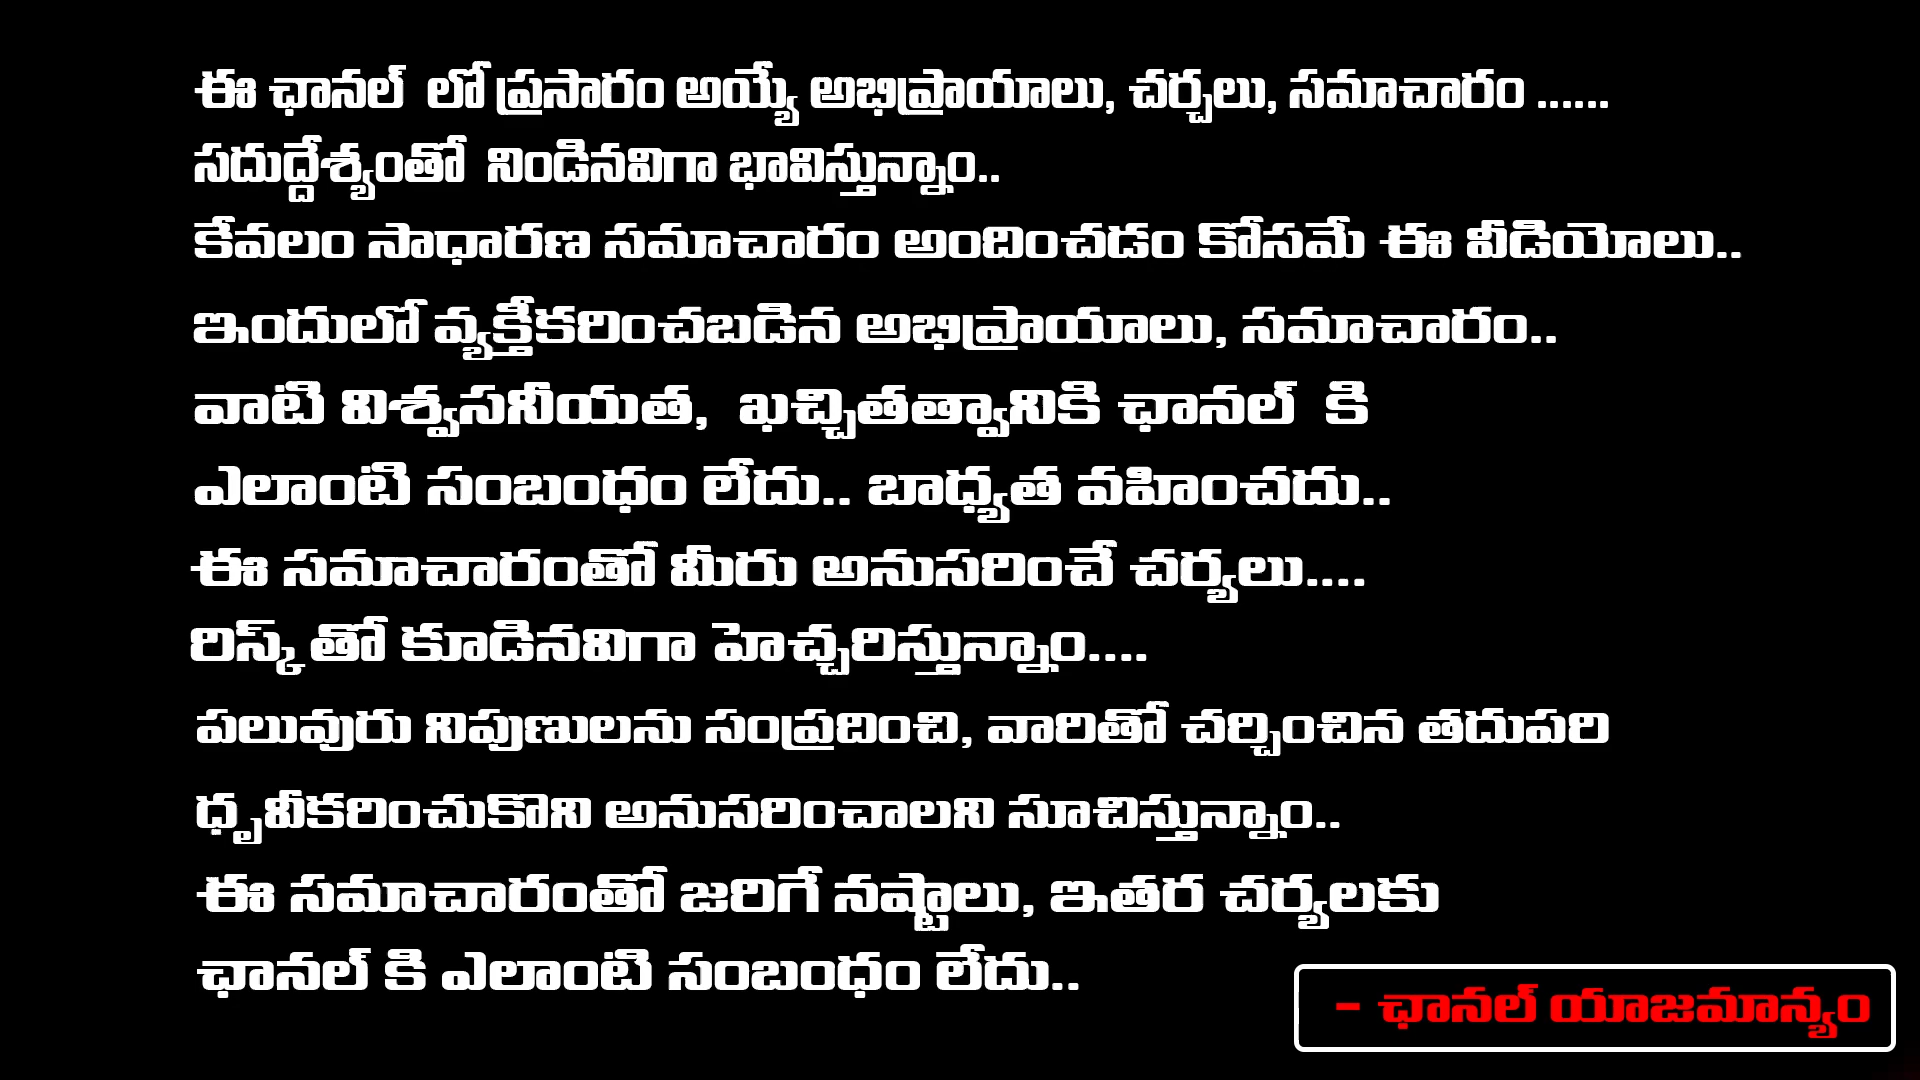 ఈ ఛానల్ లో ప్రసారం అయ్యే అభిప్రాయాలు, చర్చలు, సమాచారం ......
సదుద్దేశ్యంతో నిండినవిగా భావిస్తున్నాం..
కేవలం సాధారణ సమాచారం అందించడం కోసమే ఈ వీడియోలు..
ఇందులో వ్యక్తీకరించబడిన అభిప్రాయాలు, సమాచారం..
వాటి విశ్వసనీయత, ఖచ్చితత్వానికి ఛానల్ కి
ఎలాంటి సంబంధం లేదు.. బాధ్యత వహించదు..
ఈ సమాచారంతో మీరు అనుసరించే చర్యలు....
రిస్క్ తో కూడినవిగా హెచ్చరిస్తున్నాం....
పలువురు నిపుణులను సంప్రదించి, వారితో చర్చించిన తదుపరి
ధృవీకరించుకొని అనుసరించాలని సూచిస్తున్నాం..
ఈ సమాచారంతో జరిగే నష్టాలు, ఇతర చర్యలకు
ఛానల్ కి ఎలాంటి సంబంధం లేదు..
- ఛానల్ యాజమాన్యం